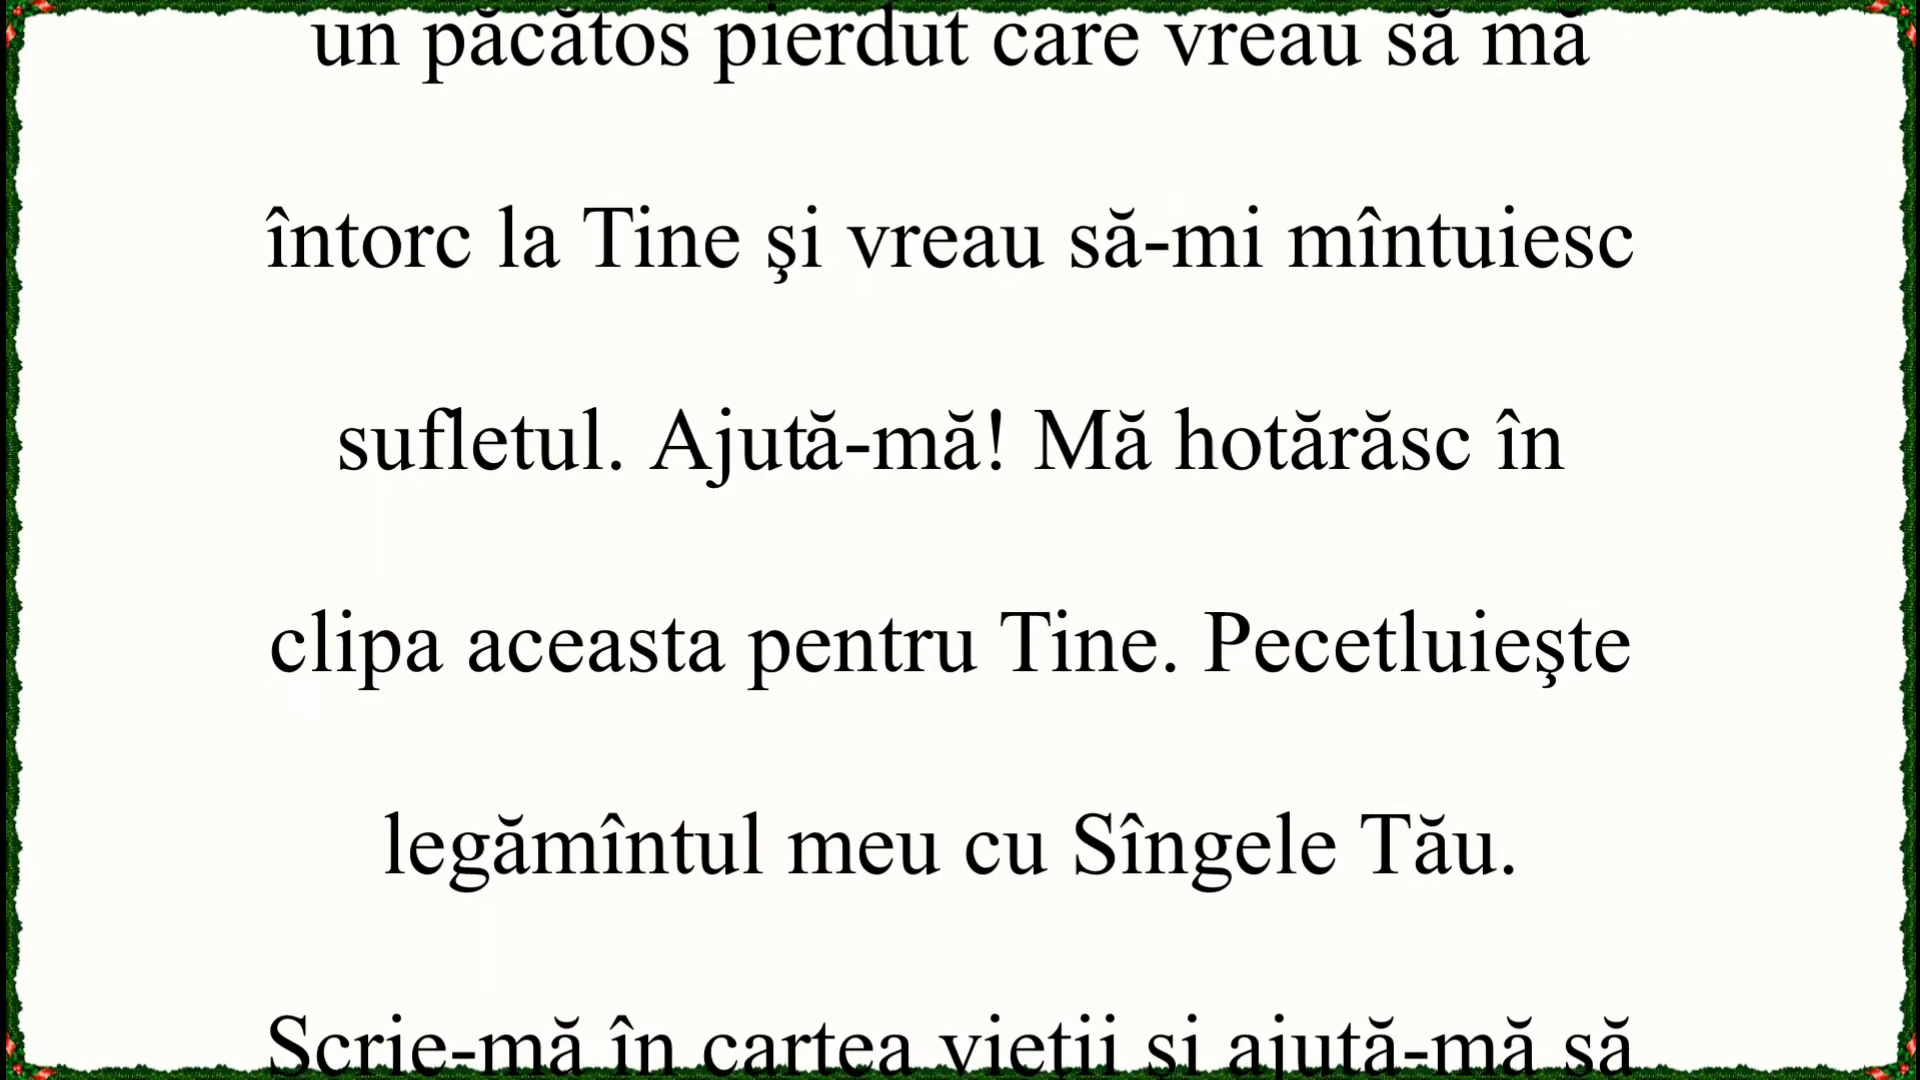 un păcătos pierdut care vreau să mă
întorc la Tine şi vreau să-mi mîntuiesc
sufletul. Ajută-mă! Mă hotărăsc în
clipa aceasta pentru Tine. Pecetluieşte
legămîntul meu cu Sîngele Tău.
Scrie-mă în cartea vieţii şi ajută-mă să